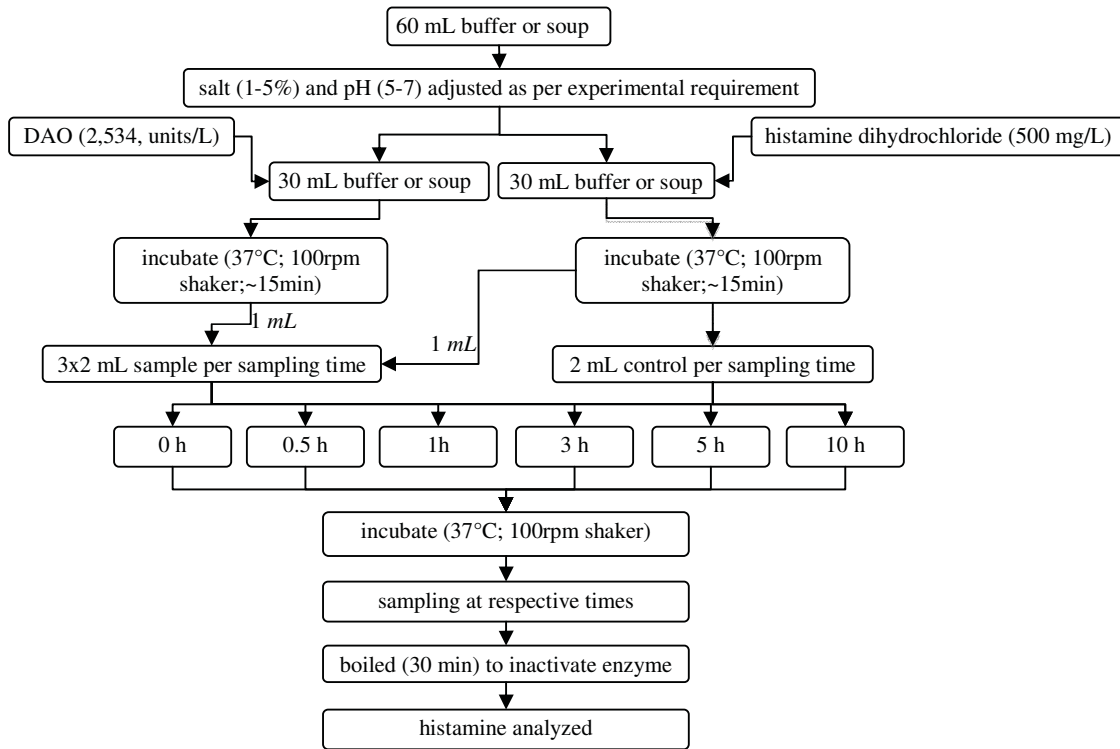 60 mL buffer or soup
salt (1-5%) and pH (5-7) adjusted as per experimental requirement
DAO (2,534, units/L)
histamine dihydrochloride (500 mg/L)
30 mL buffer or soup
30 mL buffer or soup
incubate (37°C; 100rpm
shaker;~15min)
incubate (37°C; 100rpm
shaker;~15min)
1 mL
1 mL
3x2 mL sample per sampling time
2 mL control per sampling time
0 h
0.5 h
1h
3 h
5 h
10 h
incubate (37°C; 100rpm shaker)
sampling at respective times
boiled (30 min) to inactivate enzyme
histamine analyzed